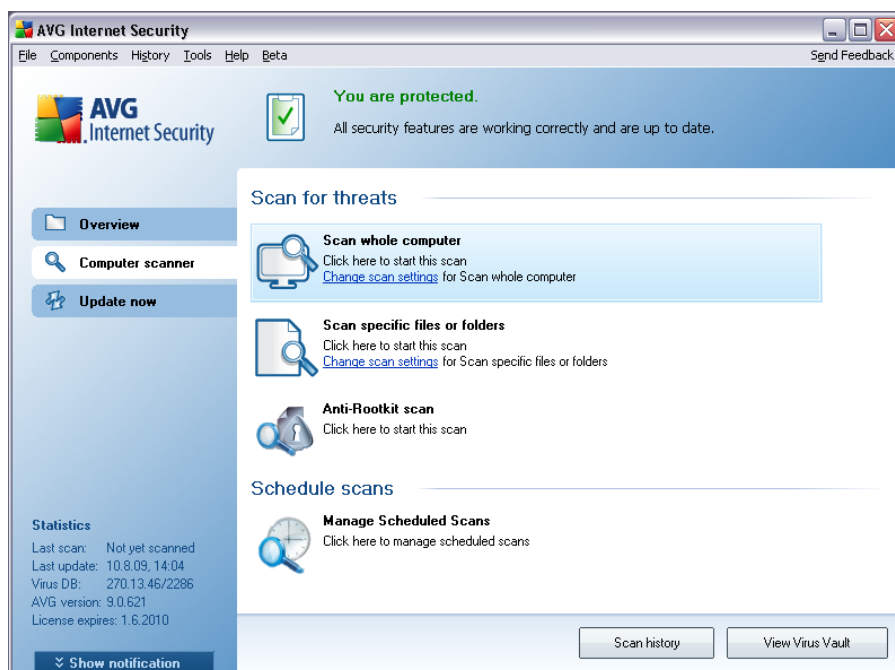 AVG Internet Security
File Components History Tools Help Beta Send Feedback
AVG
Internet Security
You are protected.
All security features are working correctly and are up to date.
Overview
Computer scanner
Update now
Scan for threats
Scan whole computer
Click here to start this scan
Change scan settings for Scan whole computer
Scan specific files or folders
Click here to start this scan
Change scan settings for Scan specific files or folders
Anti-Rootkit scan
Click here to start this scan
Schedule scans
Manage Scheduled Scans
Click here to manage scheduled scans
Statistics
Last scan: Not yet scanned
Last update: 10.8.09, 14:04
Virus DB: 270.13.46/2286
AVG version: 9.0.621
License expires: 1.6.2010
Show notification
Scan history
View Virus Vault